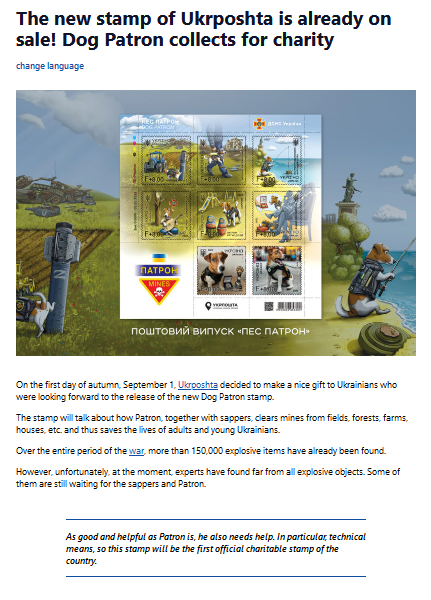 The new stamp of Ukrposhta is already on
sale! Dog Patron collects for charity
change language
ПЕС ПАТРОН
DOG PATRON
ДСНС України
F+8.00
F+8.00
ПАТРОН
MINES
УКРПОШТА
ПОШТОВИЙ ВИПУСК «ПЕС ПАТРОН»
On the first day of autumn, September 1, Ukrposhta decided to make a nice gift to Ukrainians who
were looking forward to the release of the new Dog Patron stamp.
The stamp will talk about how Patron, together with sappers, clears mines from fields, forests, farms,
houses, etc. and thus saves the lives of adults and young Ukrainians.
Over the entire period of the war, more than 150,000 explosive items have already been found.
However, unfortunately, at the moment, experts have found far from all explosive objects. Some of
them are still waiting for the sappers and Patron.
As good and helpful as Patron is, he also needs help. In particular, technical
means, so this stamp will be the first official charitable stamp of the
country.